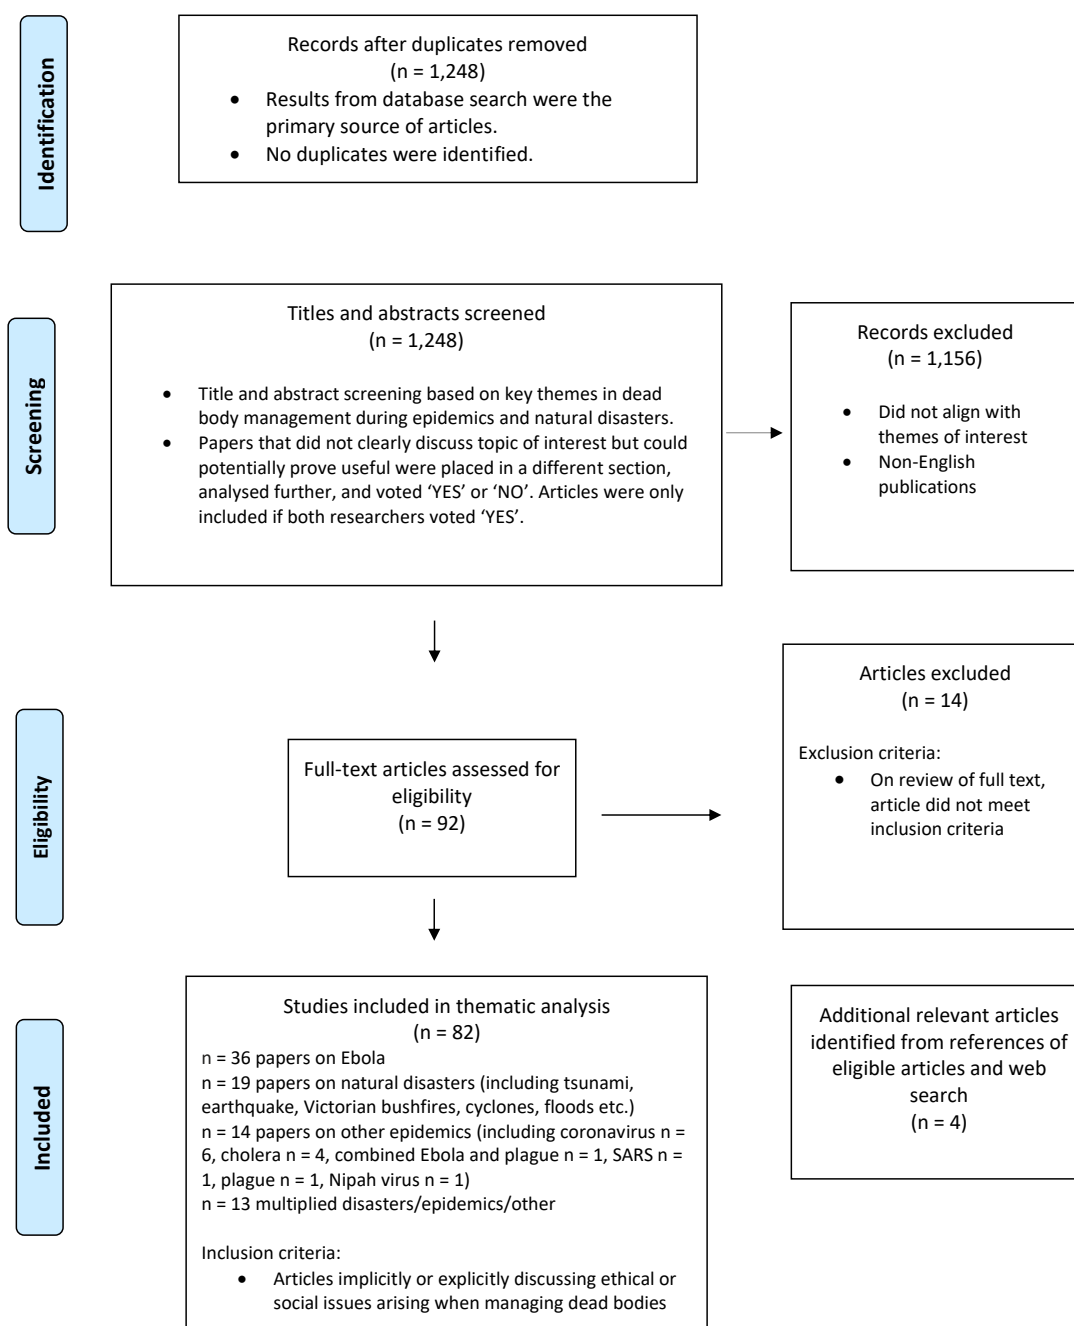 Identification
Records after duplicates removed
(n = 1,248)
• Results from database search were the
primary source of articles.
• No duplicates were identified.
Screening
Titles and abstracts screened
(n = 1,248)
• Title and abstract screening based on key themes in dead
body management during epidemics and natural disasters.
• Papers that did not clearly discuss topic of interest but could
potentially prove useful were placed in a different section,
analysed further, and voted ‘YES’ or ‘NO’. Articles were only
included if both researchers voted ‘YES’.
Records excluded
(n = 1,156)
• Did not align with
themes of interest
• Non-English
publications
Eligibility
Full-text articles assessed for
eligibility
(n = 92)
Articles excluded
(n = 14)
Exclusion criteria:
• On review of full text,
article did not meet
inclusion criteria
Included
Studies included in thematic analysis
(n = 82)
n = 36 papers on Ebola
n = 19 papers on natural disasters (including tsunami,
earthquake, Victorian bushfires, cyclones, floods etc.)
n = 14 papers on other epidemics (including coronavirus n =
6, cholera n = 4, combined Ebola and plague n = 1, SARS n =
1, plague n = 1, Nipah virus n = 1)
n = 13 multiplied disasters/epidemics/other
Inclusion criteria:
• Articles implicitly or explicitly discussing ethical or
social issues arising when managing dead bodies
Additional relevant articles
identified from references of
eligible articles and web
search
(n = 4)